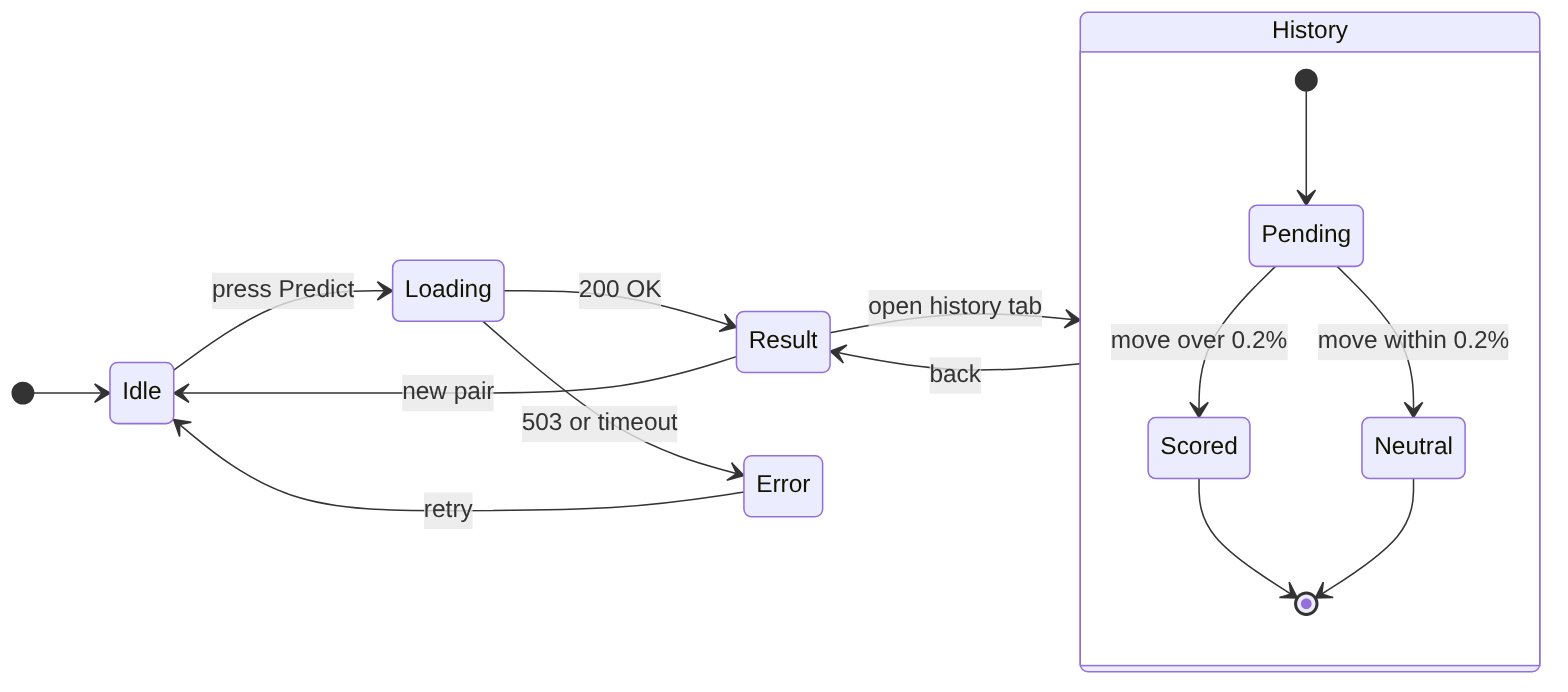 History
Pending
press Predict
Loading
200 OK
open history tab
Result
move over 0.2%
move within 0.2%
back
Idle
new pair
503 or timeout
Scored
Neutral
Error
retry